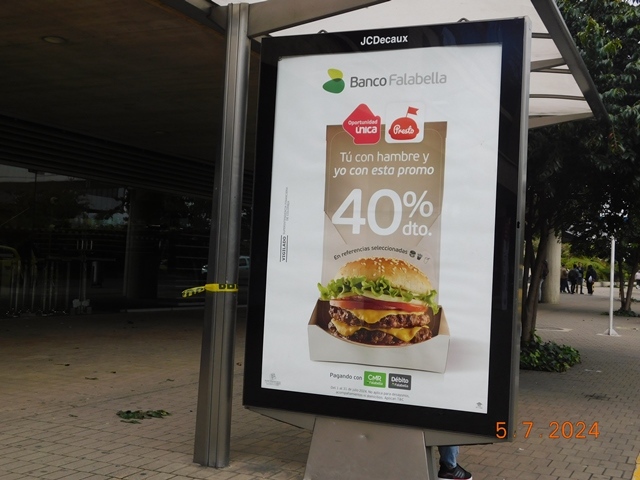 JCDecaux
Banco Falabella
Oportunidad
única
Presto
Tú con hambre y
yo con esta promo
40%
dto.
En referencias seleccionadas
Pagando con
CMR
Débito
VIGILADO
5.7.2024